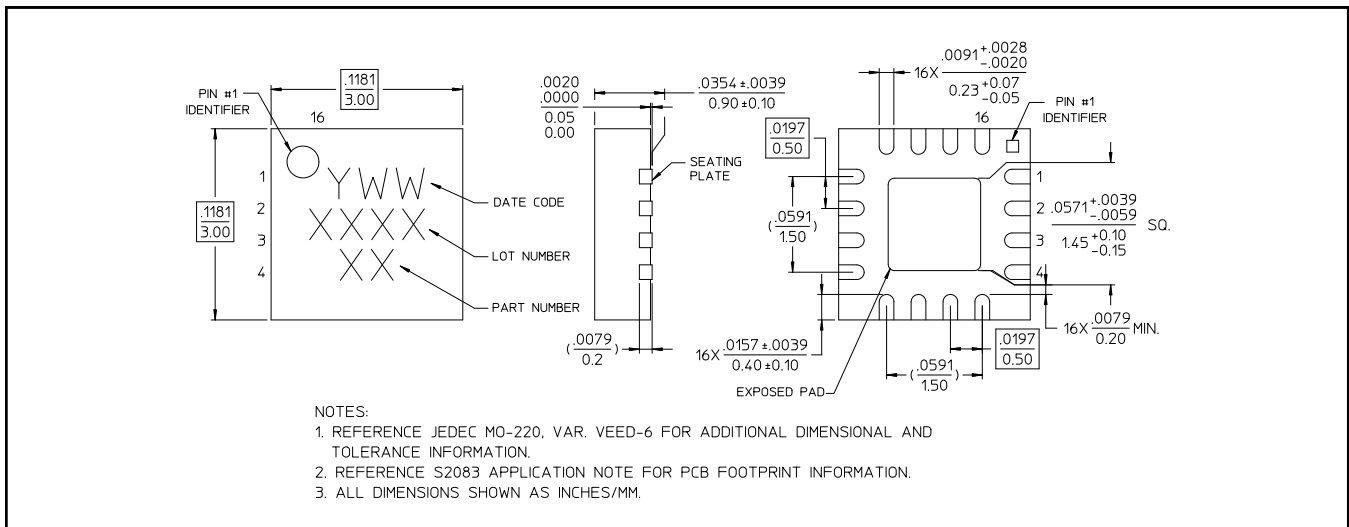 .1181
3.00
PIN #1
IDENTIFIER
16
1
2
3
4
.1181
3.00
YWW
XXXX
XX
DATE CODE
LOT NUMBER
PART NUMBER
.0020
.0000
0.05
0.00
.0354 ±.0039
0.90 ±0.10
SEATING
PLATE
(.0079
0.2)
16X .0091 +.0028
-.0020
0.23 +0.07
-0.05
16
PIN #1
IDENTIFIER
.0197
0.50
(.0591
1.50)
1
2
3
4
.0571 +.0039
-.0059
1.45 +0.10
-0.15
SQ.
16X .0157 ±.0039
0.40 ±0.10
16X .0079
0.20 MIN.
.0197
0.50
(.0591
1.50)
EXPOSED PAD
NOTES:
1. REFERENCE JEDEC MO-220, VAR. VEED-6 FOR ADDITIONAL DIMENSIONAL AND
TOLERANCE INFORMATION.
2. REFERENCE S2083 APPLICATION NOTE FOR PCB FOOTPRINT INFORMATION.
3. ALL DIMENSIONS SHOWN AS INCHES/MM.